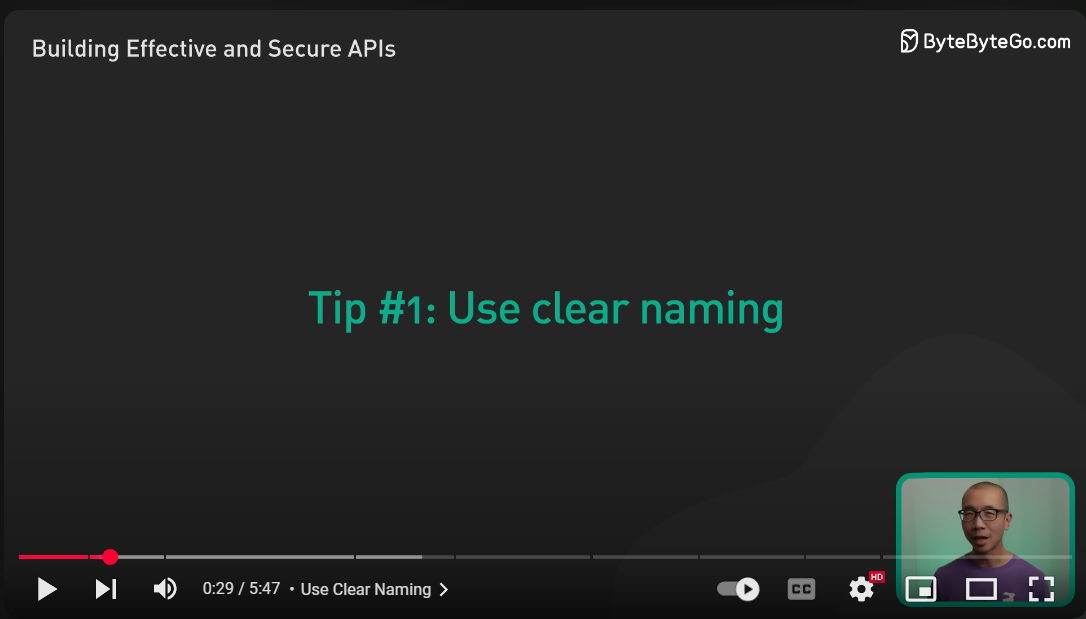 Building Effective and Secure APIs
ByteByteGo.com
Tip #1: Use clear naming
0:29 / 5:47 • Use Clear Naming
CC
HD